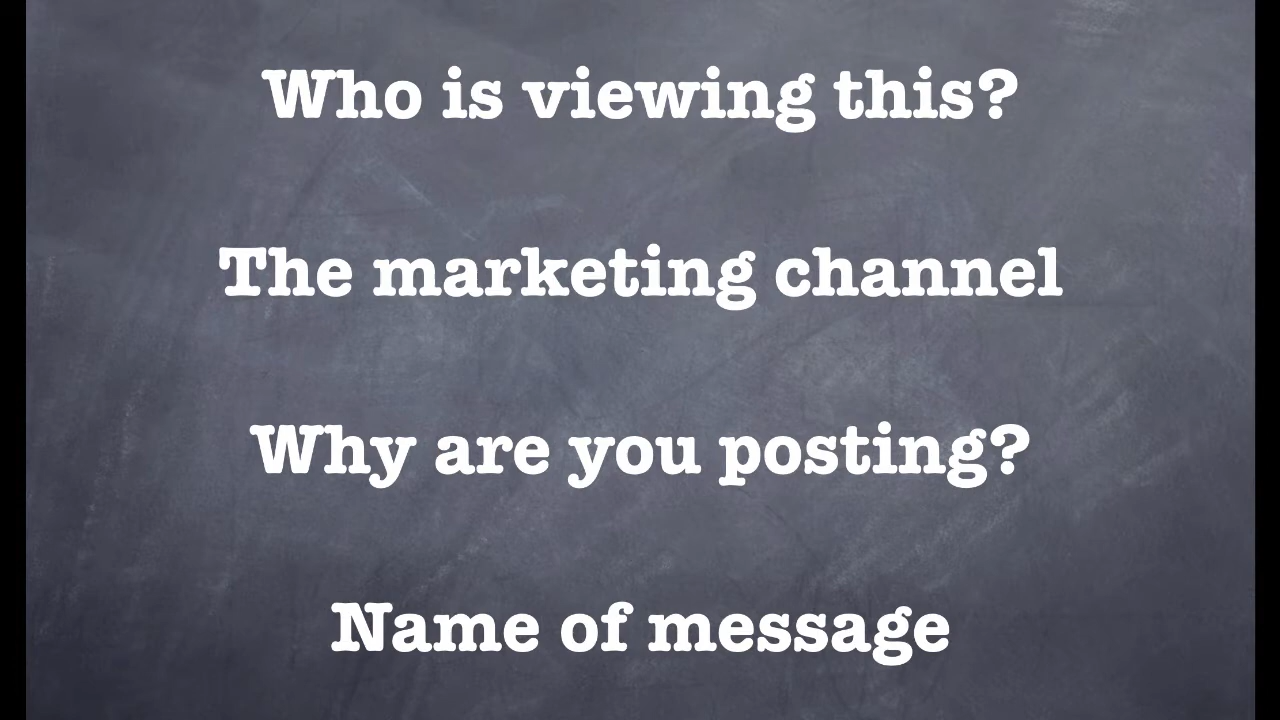 Who is viewing this?
The marketing channel
Why are you posting?
Name of message